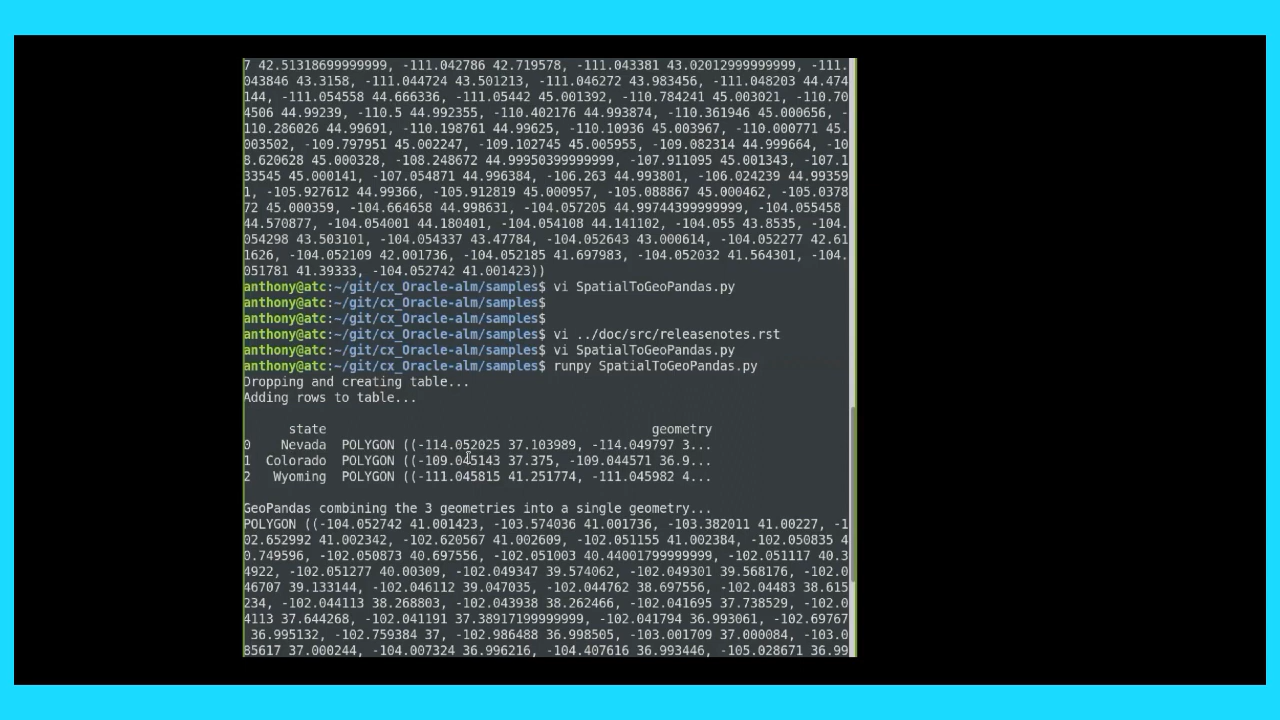 7 42.51318699999999, -111.042786 42.719578, -111.043381 43.02012999999999, -111.
043846 43.3158, -111.044724 43.501213, -111.046272 43.983456, -111.048203 44.474
144, -111.054558 44.666336, -111.05442 45.001392, -110.784241 45.003021, -110.70
4506 44.99239, -110.5 44.992355, -110.402176 44.993874, -110.361946 45.000656, -
110.286026 44.99691, -110.198761 44.99625, -110.10936 45.003967, -110.000771 45.
003502, -109.797951 45.002247, -109.102745 45.005955, -109.082314 44.999664, -10
8.620628 45.000328, -108.248672 44.99950399999999, -107.911095 45.001343, -107.1
33545 45.000141, -107.054871 44.996384, -106.263 44.993801, -106.024239 44.99359
1, -105.927612 44.99366, -105.912819 45.000957, -105.088867 45.000462, -105.0378
72 45.000359, -104.664658 44.998631, -104.057205 44.99744399999999, -104.055458
44.570877, -104.054001 44.180401, -104.054108 44.141102, -104.055 43.8535, -104.
054298 43.503101, -104.054337 43.47784, -104.052643 43.000614, -104.052277 42.61
1626, -104.052109 42.001736, -104.052185 41.697983, -104.052032 41.564301, -104.
051781 41.39333, -104.052742 41.001423))
anthony@atc:~/git/cx_Oracle-alm/samples$ vi SpatialToGeoPandas.py
anthony@atc:~/git/cx_Oracle-alm/samples$
anthony@atc:~/git/cx_Oracle-alm/samples$
anthony@atc:~/git/cx_Oracle-alm/samples$ vi ../doc/src/releasenotes.rst
anthony@atc:~/git/cx_Oracle-alm/samples$ vi SpatialToGeoPandas.py
anthony@atc:~/git/cx_Oracle-alm/samples$ runpy SpatialToGeoPandas.py
Dropping and creating table...
Adding rows to table...
state geometry
0 Nevada POLYGON ((-114.052025 37.103989, -114.049797 3...
1 Colorado POLYGON ((-109.045143 37.375, -109.044571 36.9...
2 Wyoming POLYGON ((-111.045815 41.251774, -111.045982 4...
GeoPandas combining the 3 geometries into a single geometry...
POLYGON ((-104.052742 41.001423, -103.574036 41.001736, -103.382011 41.00227, -1
02.652992 41.002342, -102.620567 41.002609, -102.051155 41.002384, -102.050835 4
0.749596, -102.050873 40.697556, -102.051003 40.44001799999999, -102.051117 40.3
4922, -102.051277 40.00309, -102.049347 39.574062, -102.049301 39.568176, -102.0
46707 39.133144, -102.046112 39.047035, -102.044762 38.697556, -102.04483 38.615
234, -102.044113 38.268803, -102.043938 38.262466, -102.041695 37.738529, -102.0
4113 37.644268, -102.041191 37.38917199999999, -102.041794 36.993061, -102.69767
36.995132, -102.759384 37, -102.986488 36.998505, -103.001709 37.000084, -103.0
85617 37.000244, -104.007324 36.996216, -104.407616 36.993446, -105.028671 36.99